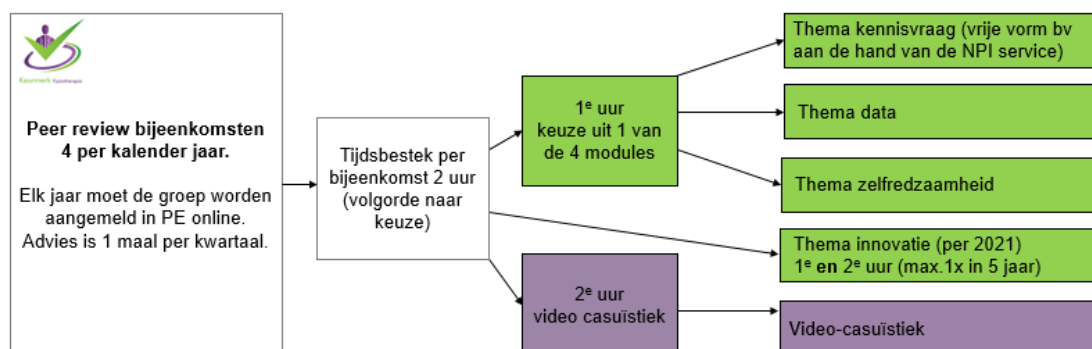 Keurmerk Fysiotherapie
Peer review bijeenkomsten
4 per kalender jaar.
Elk jaar moet de groep worden
aangemeld in PE online.
Advies is 1 maal per kwartaal.
Tijdsbestek per
bijeenkomst 2 uur
(volgorde naar
keuze)
1e uur
keuze uit 1 van
de 4 modules
2e uur
video casuïstiek
Thema kennisvraag (vrije vorm bv
aan de hand van de NPI service)
Thema data
Thema zelfredzaamheid
Thema innovatie (per 2021)
1e en 2e uur (max.1x in 5 jaar)
Video-casuïstiek